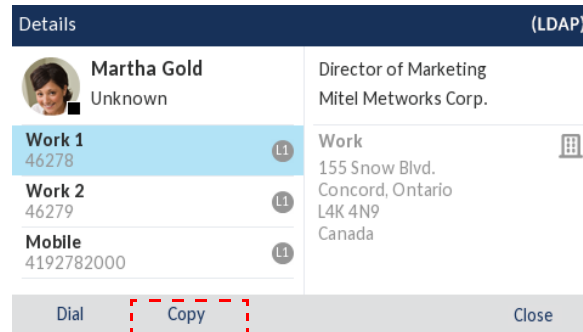 Details (LDAP)
Martha Gold
Unknown
Work 1
46278
L1
Work 2
46279
L1
Mobile
4192782000
L1
Director of Marketing
Mitel Metworks Corp.
Work
155 Snow Blvd.
Concord, Ontario
L4K 4N9
Canada
Dial Copy Close